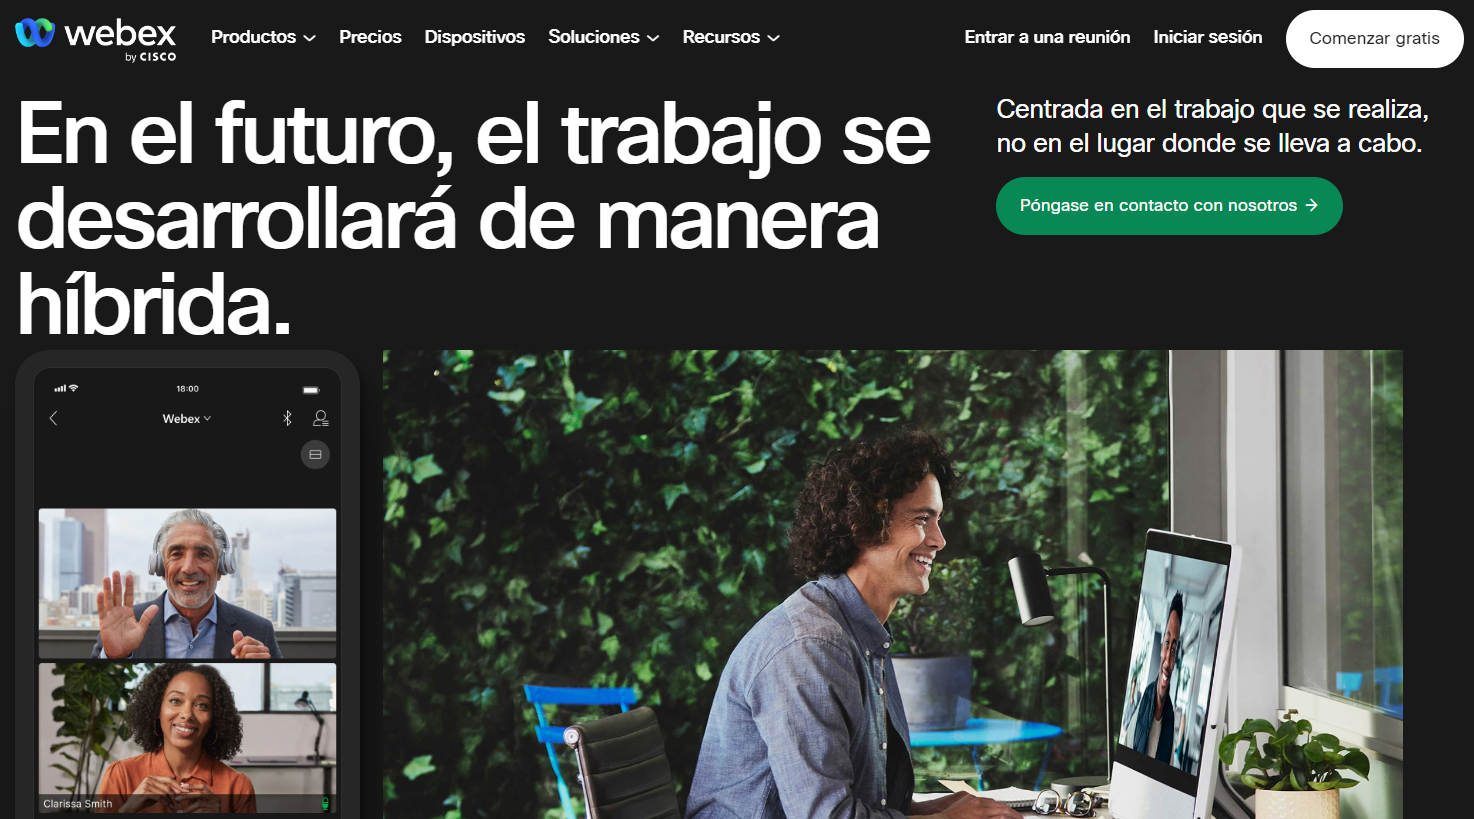 webex
by CISCO
Productos
Precios
Dispositivos
Soluciones
Recursos
Entrar a una reunión
Iniciar sesión
Comenzar gratis
En el futuro, el trabajo se
desarrollará de manera
híbrida.
Centrada en el trabajo que se realiza,
no en el lugar donde se lleva a cabo.
Póngase en contacto con nosotros →
18:00
Webex
Clarissa Smith